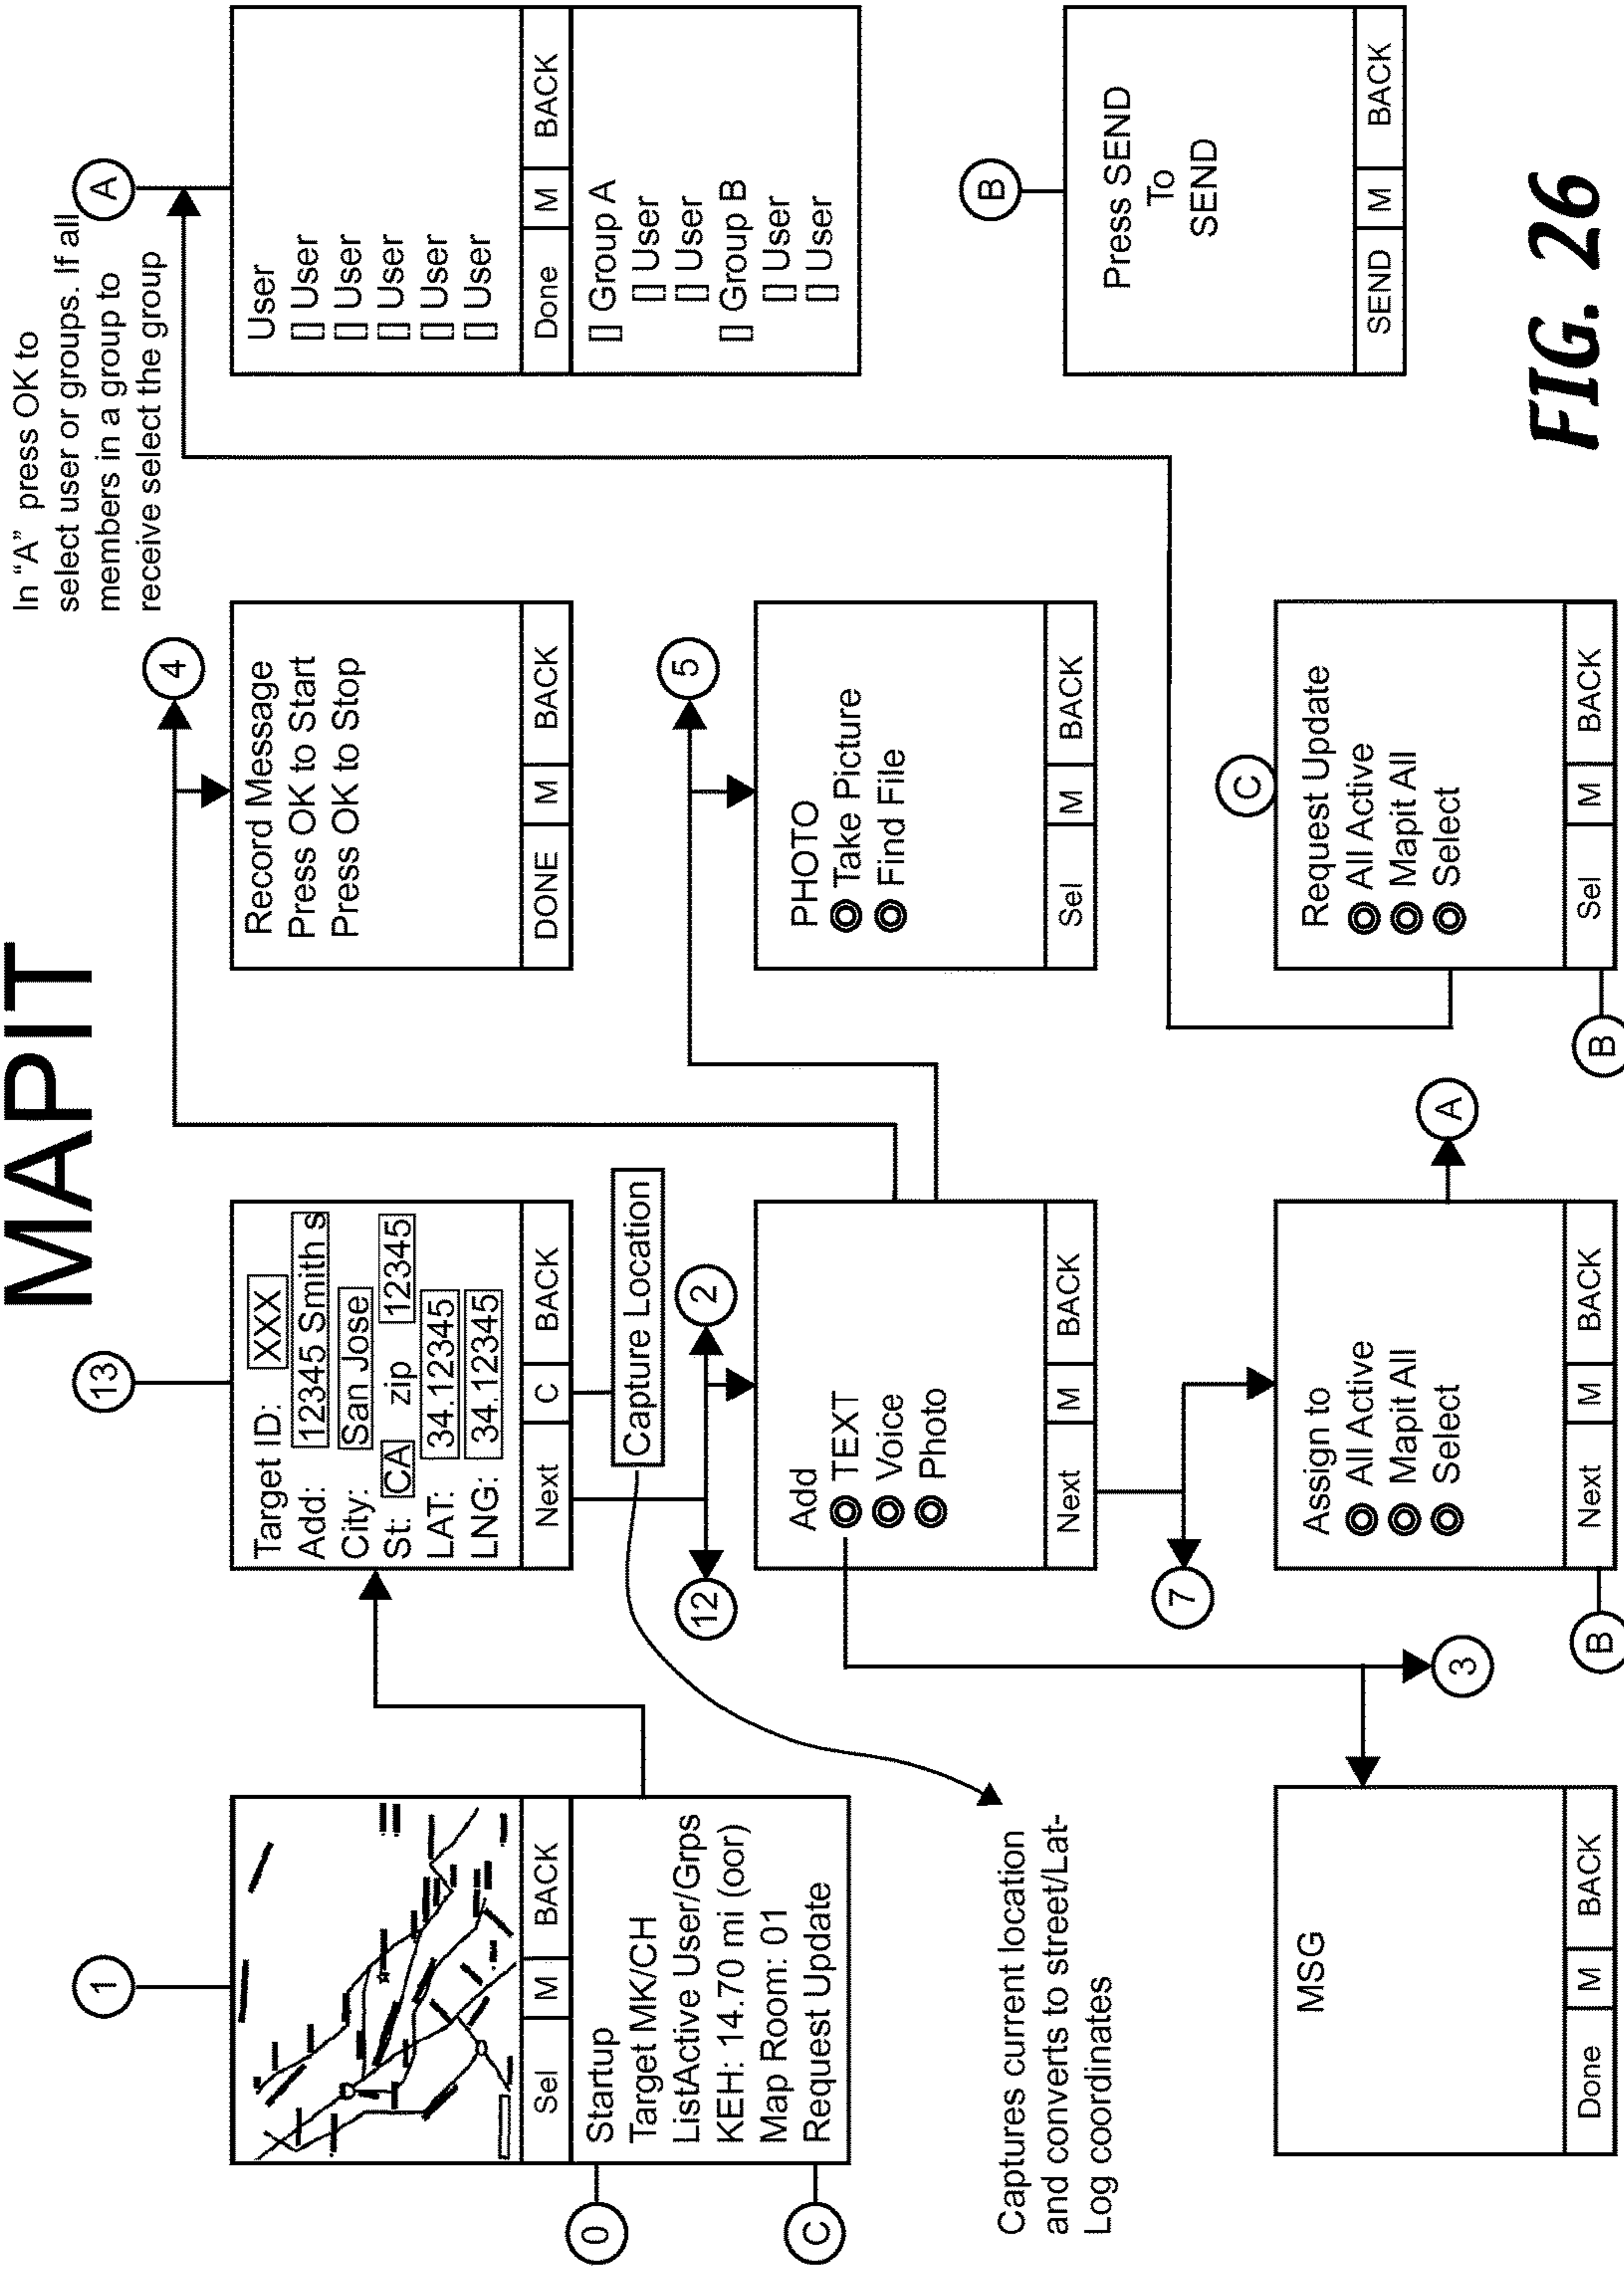 MAPIT
1
Sel M BACK
0
Startup
Target MK/CH
ListActive User/Grps
KEH: 14.70 mi (oor)
Map Room: 01
Request Update
C
Captures current location
and converts to street/Lat-
Log coordinates
MSG
Done M BACK
13
Target ID: XXX
Add: 12345 Smith s
City: San Jose
St: CA zip 12345
LAT: 34.12345
LNG: 34.12345
Next C BACK
Capture Location
12
2
Add
TEXT
Voice
Photo
Next M BACK
7
3
Assign to
All Active
Mapit All
Select
Next M BACK
A
B
4
Record Message
Press OK to Start
Press OK to Stop
DONE M BACK
5
PHOTO
Take Picture
Find File
Sel M BACK
C
Request Update
All Active
Mapit All
Select
Sel M BACK
B
In “A” press OK to
select user or groups. If all
members in a group to
receive select the group
A
User
[] User
[] User
[] User
[] User
[] User
Done M BACK
[] Group A
[] User
[] User
[] Group B
[] User
[] User
B
Press SEND
To
SEND
SEND M BACK
FIG. 26